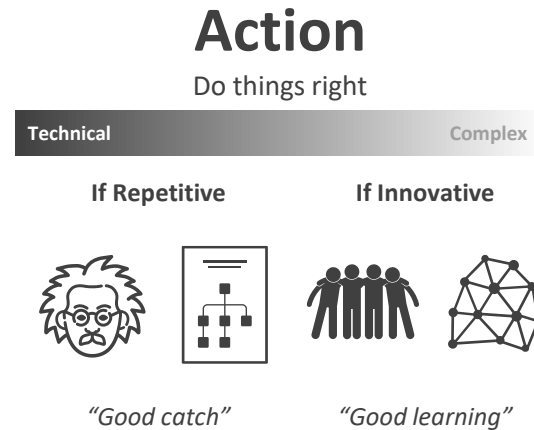 Action
Do things right
Technical Complex
If Repetitive If Innovative
“Good catch” “Good learning”